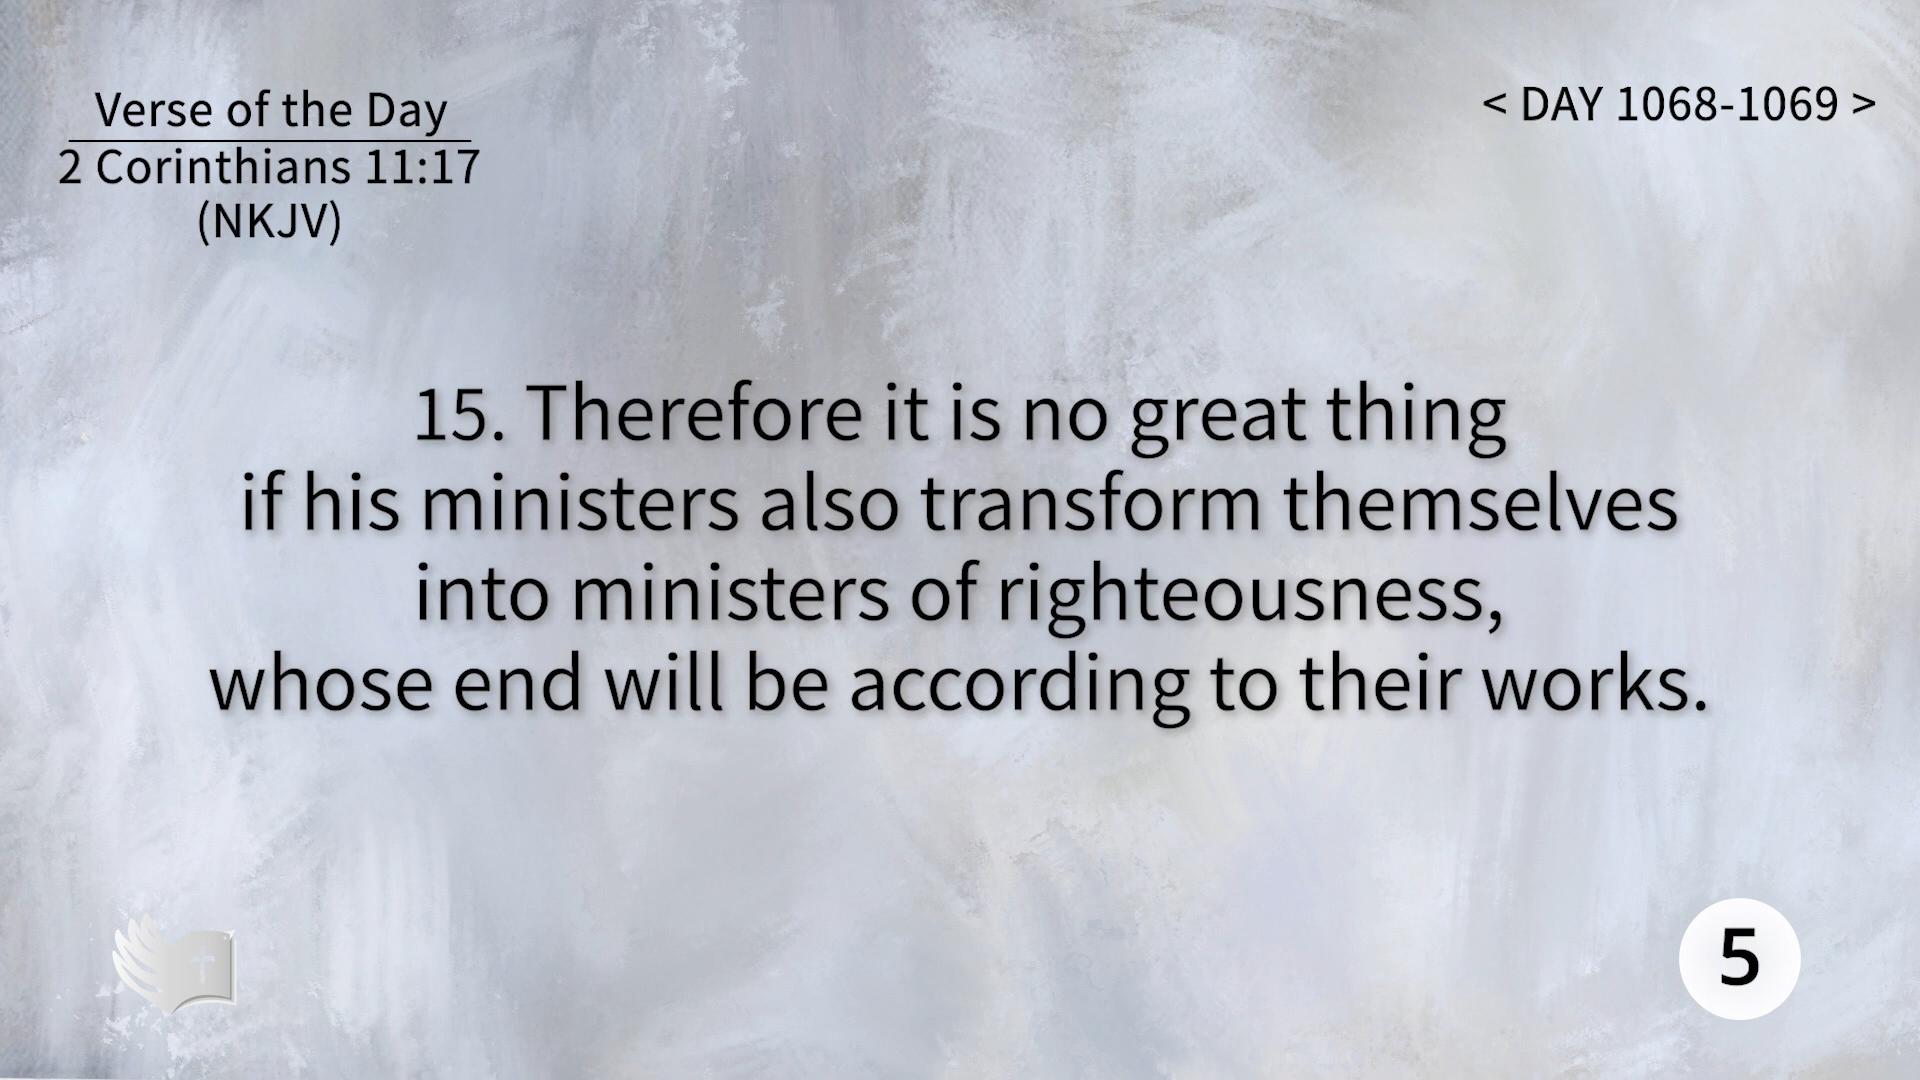 Verse of the Day
2 Corinthians 11:17
(NKJV)
< DAY 1068-1069 >
15. Therefore it is no great thing
if his ministers also transform themselves
into ministers of righteousness,
whose end will be according to their works.
5